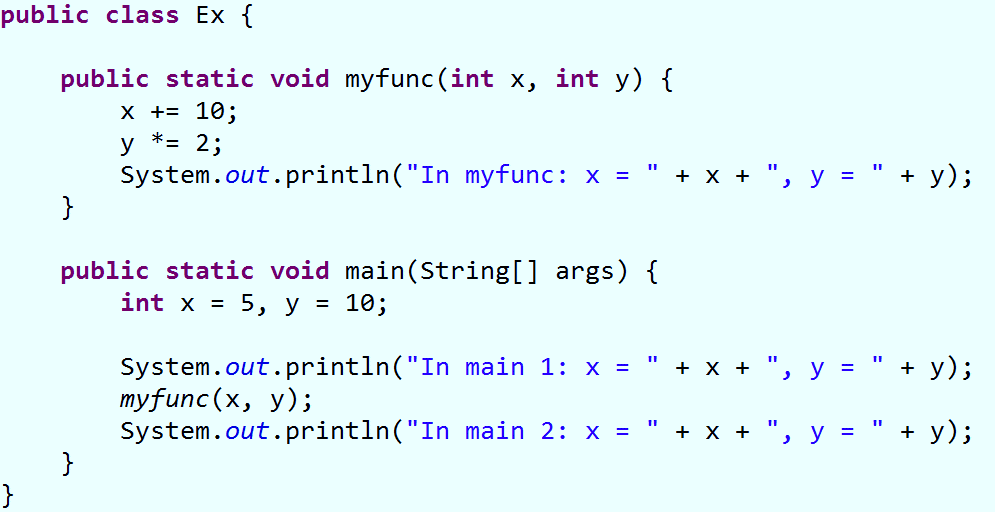 public class Ex {
public static void myfunc(int x, int y) {
x += 10;
y *= 2;
System.out.println("In myfunc: x = " + x + ", y = " + y);
}
public static void main(String[] args) {
int x = 5, y = 10;
System.out.println("In main 1: x = " + x + ", y = " + y);
myfunc(x, y);
System.out.println("In main 2: x = " + x + ", y = " + y);
}
}